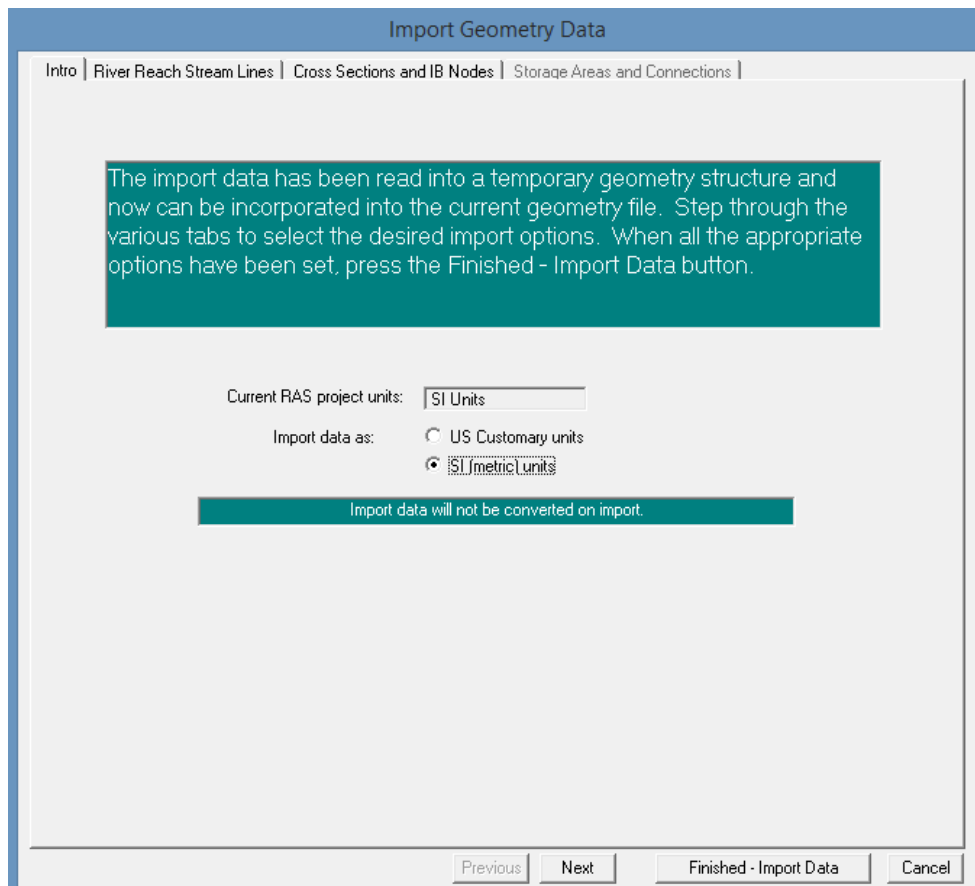 Import Geometry Data
Intro River Reach Stream Lines Cross Sections and IB Nodes Storage Areas and Connections
The import data has been read into a temporary geometry structure and
now can be incorporated into the current geometry file. Step through the
various tabs to select the desired import options. When all the appropriate
options have been set, press the Finished - Import Data button.
Current RAS project units: SI Units
Import data as: US Customary units
SI (metric) units
Import data will not be converted on import.
Previous Next Finished - Import Data Cancel